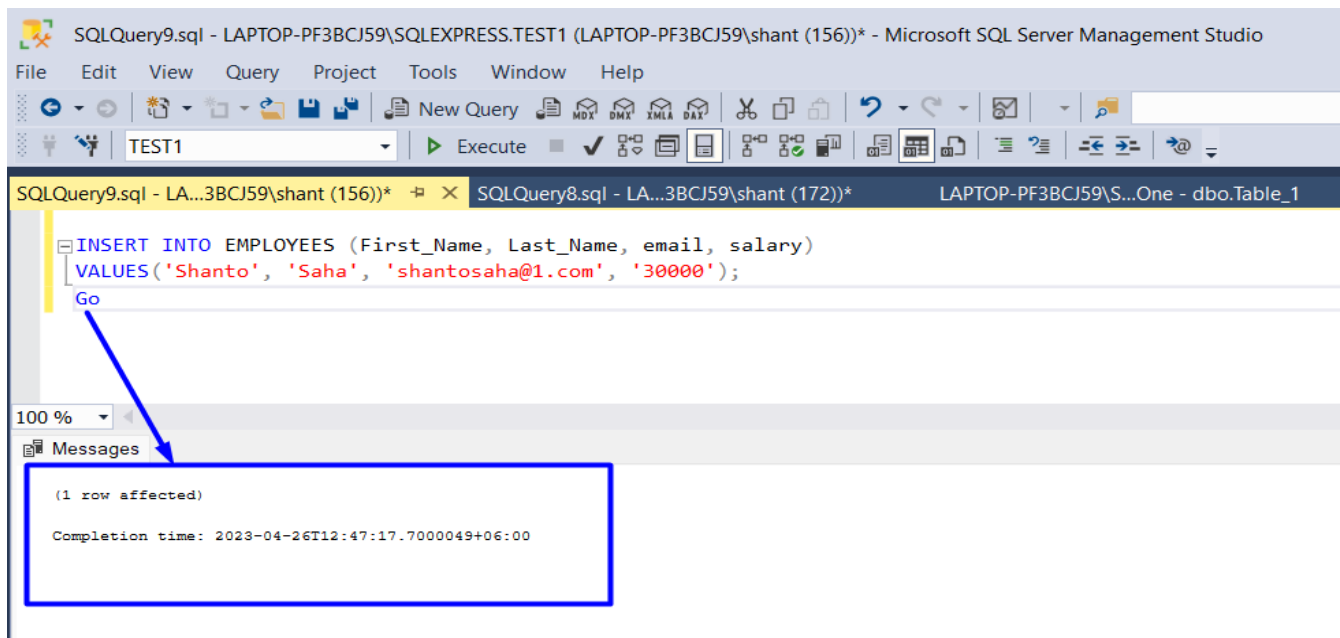 SQLQuery9.sql - LAPTOP-PF3BCJ59\SQLEXPRESS.TEST1 (LAPTOP-PF3BCJ59\shant (156))* - Microsoft SQL Server Management Studio
File Edit View Query Project Tools Window Help
New Query MDX DMX XMLA DAX
TEST1 Execute
SQLQuery9.sql - LA...3BCJ59\shant (156))* SQLQuery8.sql - LA...3BCJ59\shant (172))* LAPTOP-PF3BCJ59\S...One - dbo.Table_1
INSERT INTO EMPLOYEES (First_Name, Last_Name, email, salary)
VALUES('Shanto', 'Saha', 'shantosaha@1.com', '30000');
Go
100 %
Messages
(1 row affected)
Completion time: 2023-04-26T12:47:17.7000049+06:00